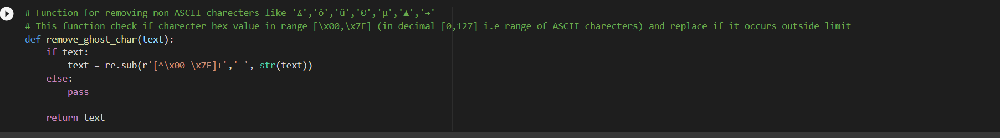 # Function for removing non ASCII charecters like 'Ӝ','ó','ü','©','µ','▲','→'
# This function check if charecter hex value in range [\x00,\x7F] (in decimal [0,127] i.e range of ASCII charecters) and replace if it occurs outside limit
def remove_ghost_char(text):
    if text:
        text = re.sub(r'[^\x00-\x7F]+',' ', str(text))
    else:
        pass
    return text